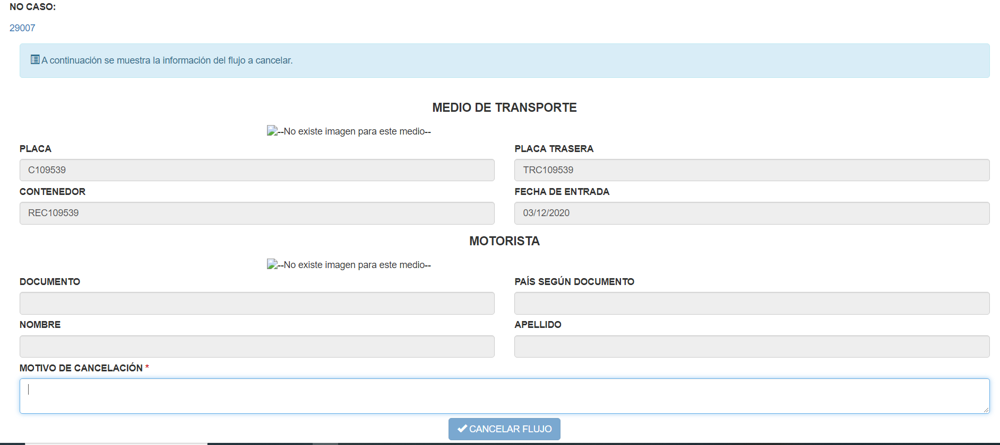 NO CASO:
29007
A continuación se muestra la información del flujo a cancelar.
MEDIO DE TRANSPORTE
--No existe imagen para este medio--
PLACA
PLACA TRASERA
C109539
TRC109539
CONTENEDOR
FECHA DE ENTRADA
REC109539
03/12/2020
MOTORISTA
--No existe imagen para este medio--
DOCUMENTO
PAÍS SEGÚN DOCUMENTO
NOMBRE
APELLIDO
MOTIVO DE CANCELACIÓN *
CANCELAR FLUJO